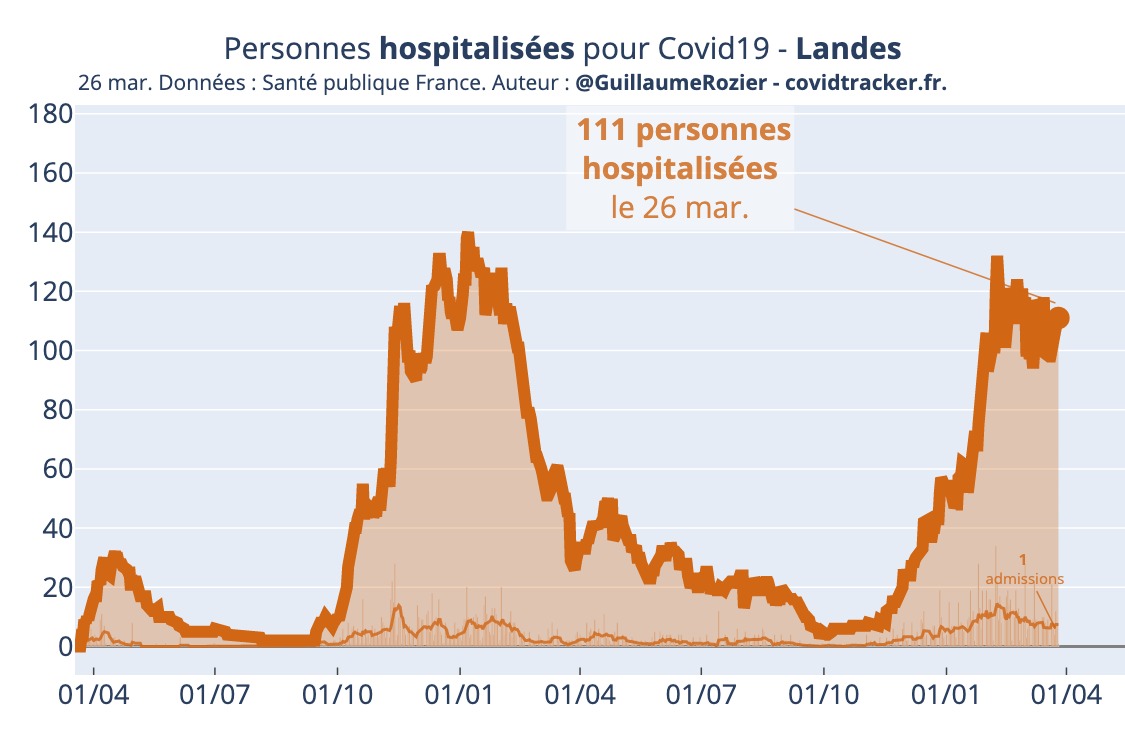 Personnes hospitalisées pour Covid19 - Landes
26 mar. Données : Santé publique France. Auteur : @GuillaumeRozier - covidtracker.fr.
180
111 personnes
hospitalisées
le 26 mar.
160
140
120
100
80
60
40
1
admissions
20
0
01/04 01/07 01/10 01/01 01/04 01/07 01/10 01/01 01/04